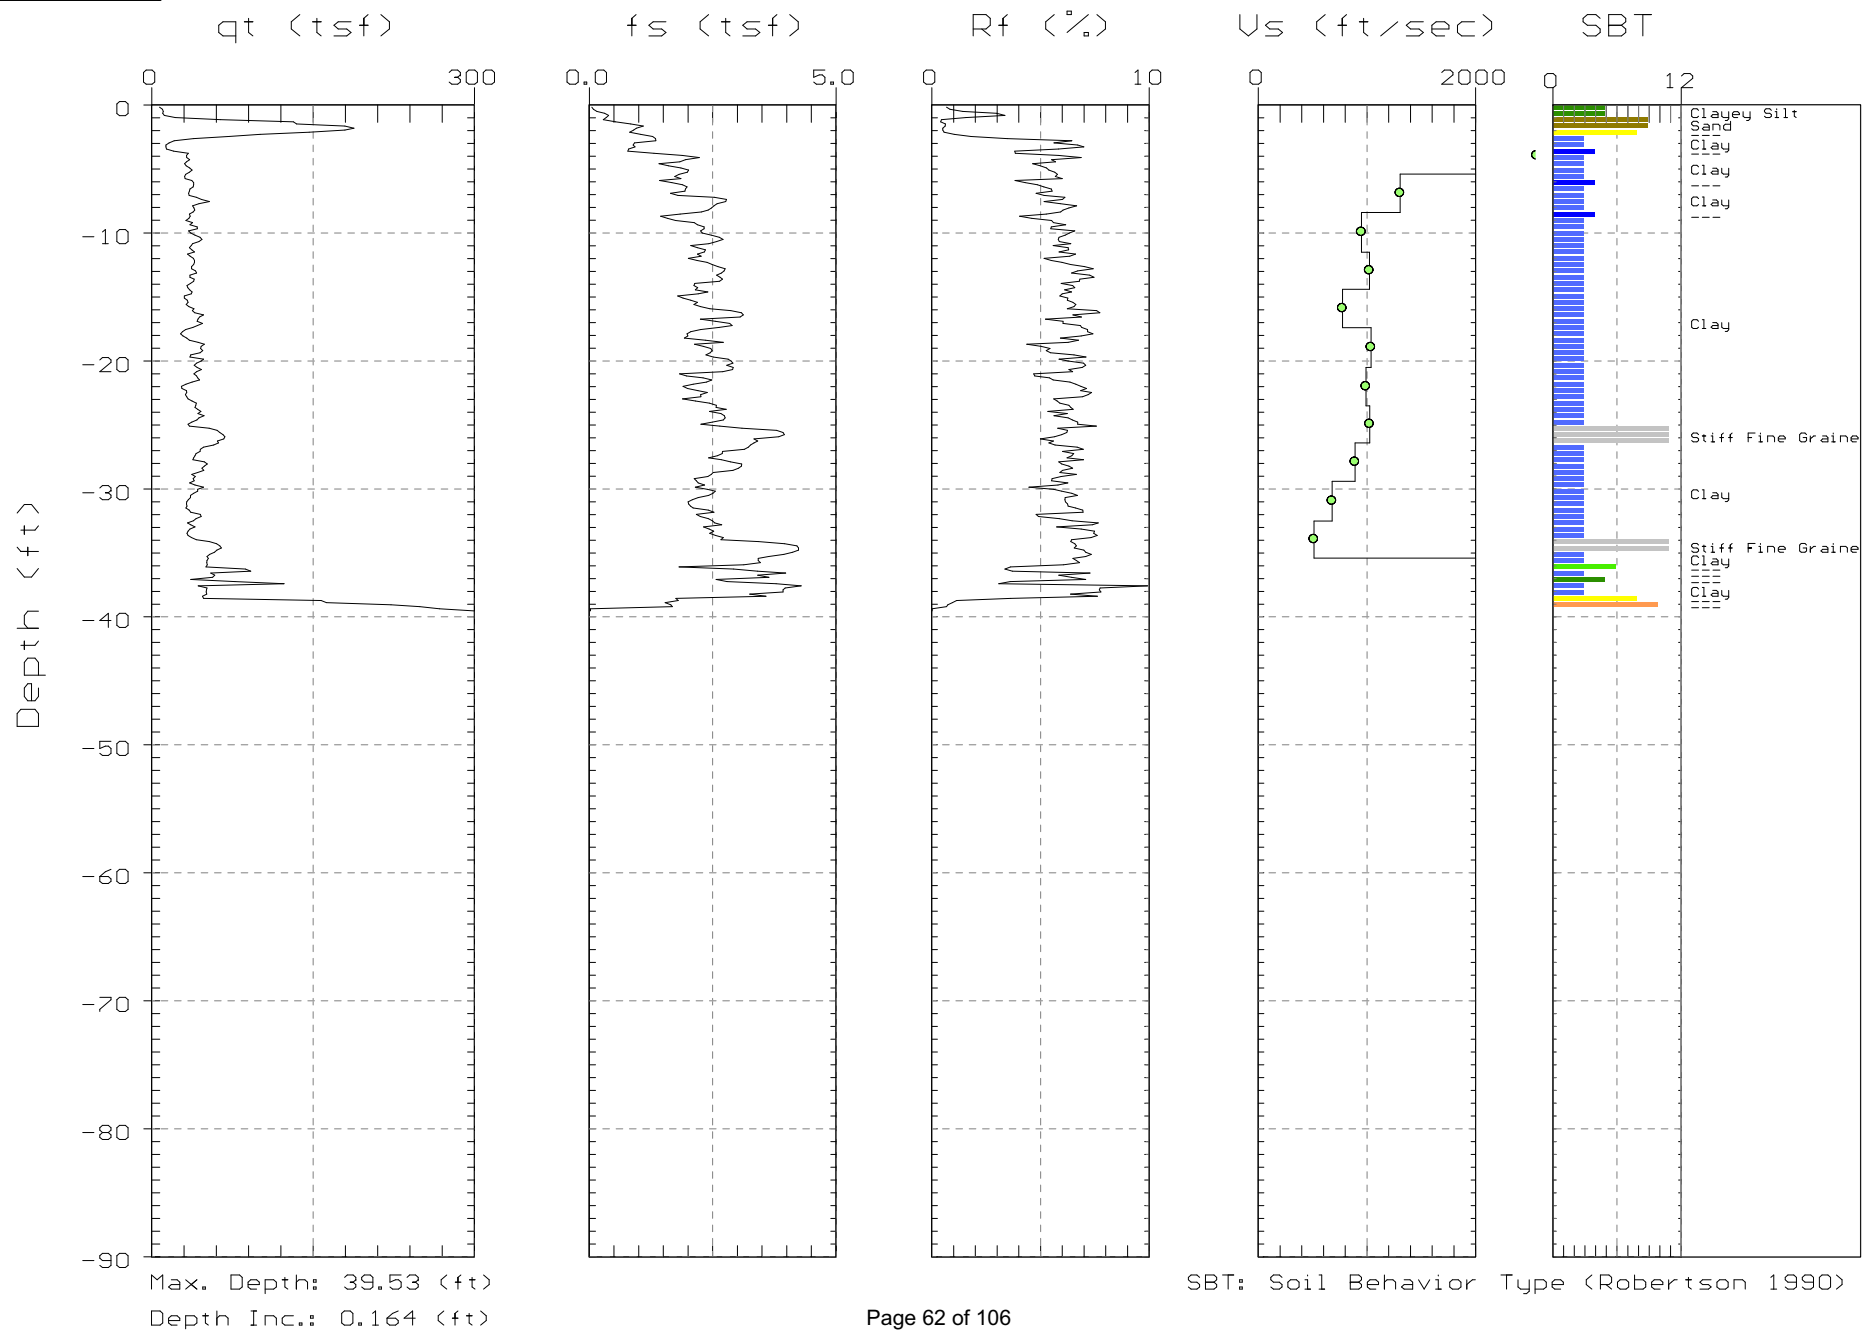 qt (tsf) fs (tsf) Rf (%) Vs (ft/sec) SBT
0 300 0.0 5.0 0 10 0 2000 0 12
0
-10
-20
-30
-40
-50
-60
-70
-80
-90
Depth (ft)
Clayey Silt
Sand
---
Clay
---
Clay
---
Clay
---
Clay
Stiff Fine Graine
Clay
Stiff Fine Graine
Clay
---
---
---
Clay
---
---
Max. Depth: 39.53 (ft)
SBT: Soil Behavior Type (Robertson 1990)
Depth Inc.: 0.164 (ft)
Page 62 of 106